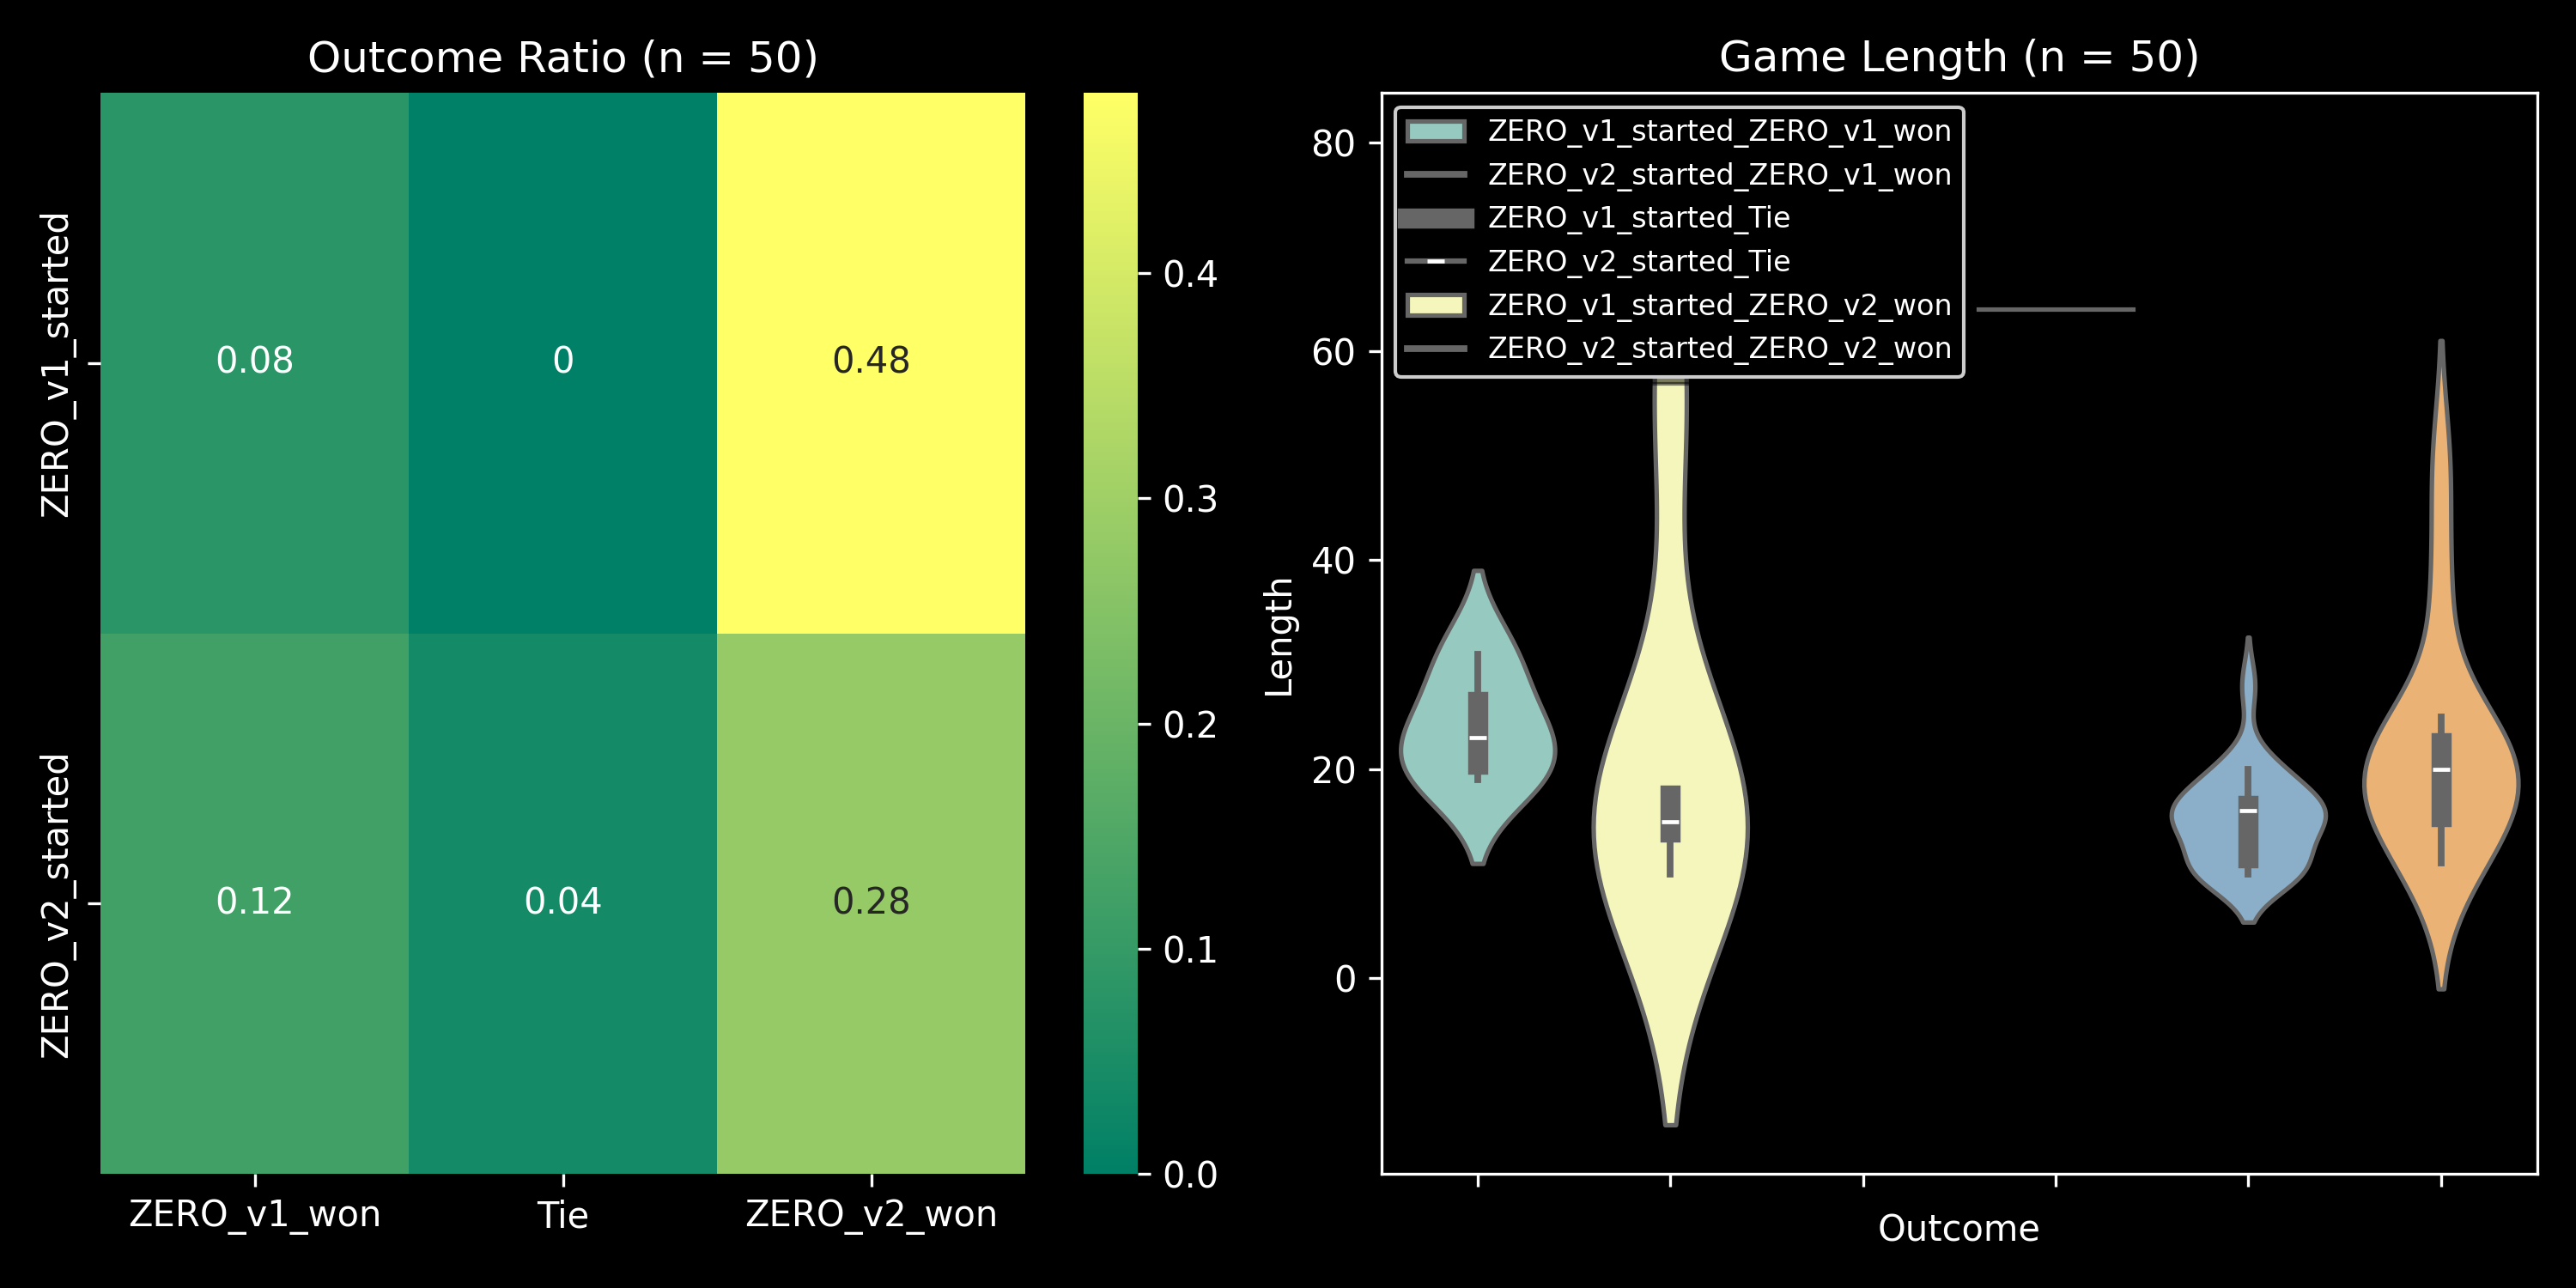 Outcome Ratio (n = 50)
ZERO_v1_started
ZERO_v2_started
0.08
0
0.48
0.12
0.04
0.28
ZERO_v1_won
Tie
ZERO_v2_won
0.4
0.3
0.2
0.1
0.0
Game Length (n = 50)
Length
80
60
40
20
0
ZERO_v1_started_ZERO_v1_won
ZERO_v2_started_ZERO_v1_won
ZERO_v1_started_Tie
ZERO_v2_started_Tie
ZERO_v1_started_ZERO_v2_won
ZERO_v2_started_ZERO_v2_won
Outcome